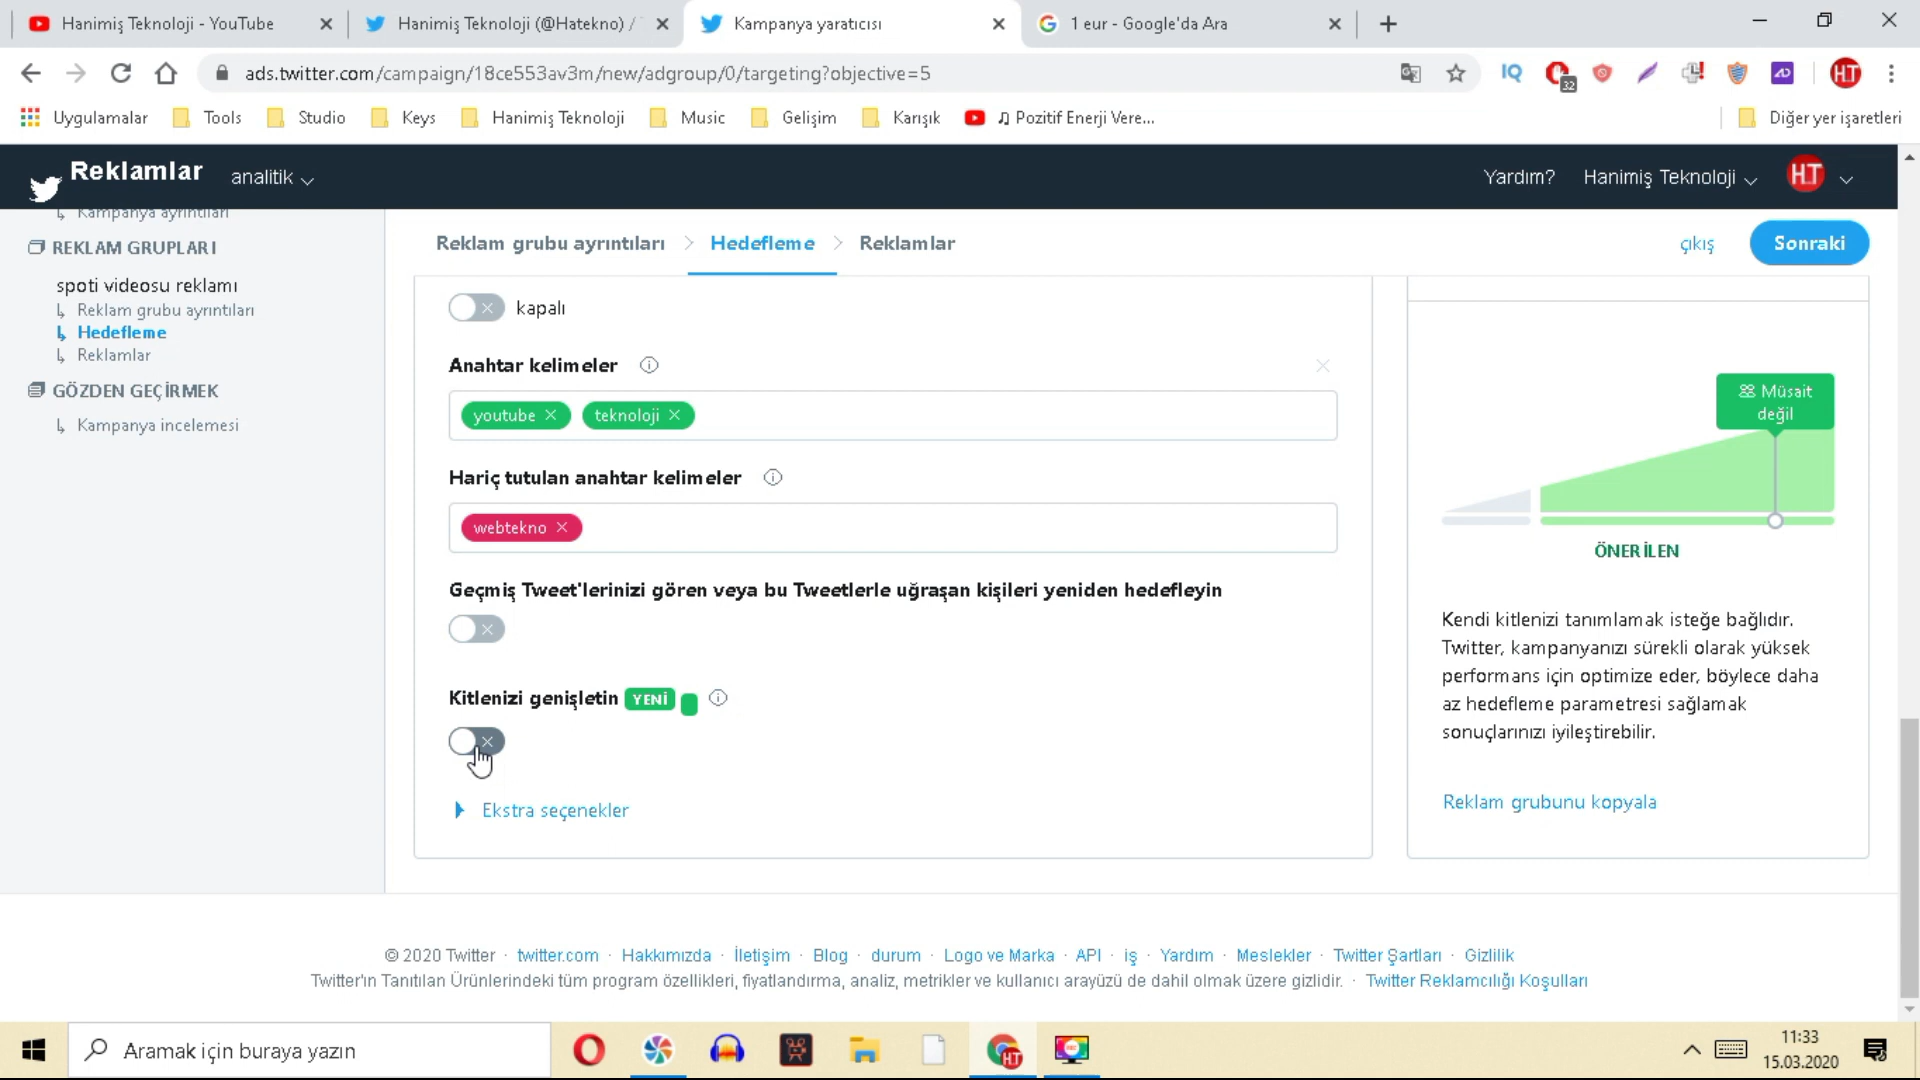 Hanimiş Teknoloji - YouTube
Hanimiş Teknoloji (@Hatekno) /
Kampanya yaratıcısı
1 eur - Google'da Ara
ads.twitter.com/campaign/18ce553av3m/new/adgroup/0/targeting?objective=5
IQ
32
HT
Uygulamalar
Tools
Studio
Keys
Hanimiş Teknoloji
Music
Gelişim
Karışık
♫ Pozitif Enerji Vere...
Diğer yer işaretleri
Reklamlar
analitik
Yardım?
Hanimiş Teknoloji
HT
Kampanya ayrıntıları
REKLAM GRUPLARI
spoti videosu reklamı
Reklam grubu ayrıntıları
Hedefleme
Reklamlar
GÖZDEN GEÇİRMEK
Kampanya incelemesi
Reklam grubu ayrıntıları
Hedefleme
Reklamlar
çıkış
Sonraki
kapalı
Anahtar kelimeler
youtube
teknoloji
Hariç tutulan anahtar kelimeler
webtekno
Geçmiş Tweet'lerinizi gören veya bu Tweetlerle uğraşan kişileri yeniden hedefleyin
Kitlenizi genişletin YENİ
Ekstra seçenekler
Müsait
değil
ÖNERİLEN
Kendi kitlenizi tanımlamak isteğe bağlıdır.
Twitter, kampanyanızı sürekli olarak yüksek
performans için optimize eder, böylece daha
az hedefleme parametresi sağlamak
sonuçlarınızı iyileştirebilir.
Reklam grubunu kopyala
© 2020 Twitter · twitter.com · Hakkımızda · İletişim · Blog · durum · Logo ve Marka · API · iş · Yardım · Meslekler · Twitter Şartları · Gizlilik
Twitter'ın Tanıtılan Ürünlerindeki tüm program özellikleri, fiyatlandırma, analiz, metrikler ve kullanıcı arayüzü de dahil olmak üzere gizlidir. · Twitter Reklamcılığı Koşulları
Aramak için buraya yazın
HT
11:33
15.03.2020